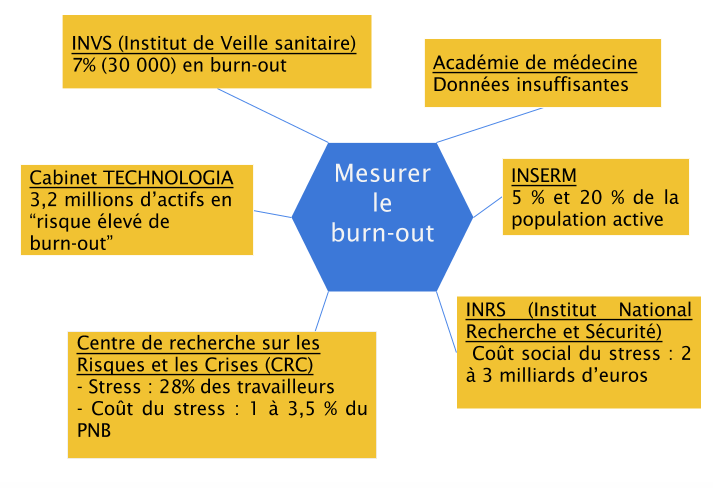 INVS (Institut de Veille sanitaire)
7% (30 000) en burn-out
Académie de médecine
Données insuffisantes
Mesurer
le
burn-out
Cabinet TECHNOLOGIA
3,2 millions d’actifs en
“risque élevé de
burn-out”
INSERM
5 % et 20 % de la
population active
Centre de recherche sur les
Risques et les Crises (CRC)
- Stress : 28% des travailleurs
- Coût du stress : 1 à 3,5 % du
PNB
INRS (Institut National
Recherche et Sécurité)
Coût social du stress : 2
à 3 milliards d’euros